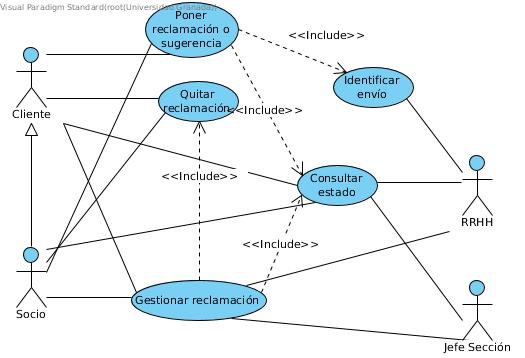 Visual Paradigm Standard(root(Universidad Granada))
Poner
reclamación o
sugerencia
<<Include>>
Identificar
envío
Cliente
Quitar
reclamación
<<Include>>
<<Include>>
Consultar
estado
RRHH
<<Include>>
Socio
Gestionar reclamación
Jefe Sección